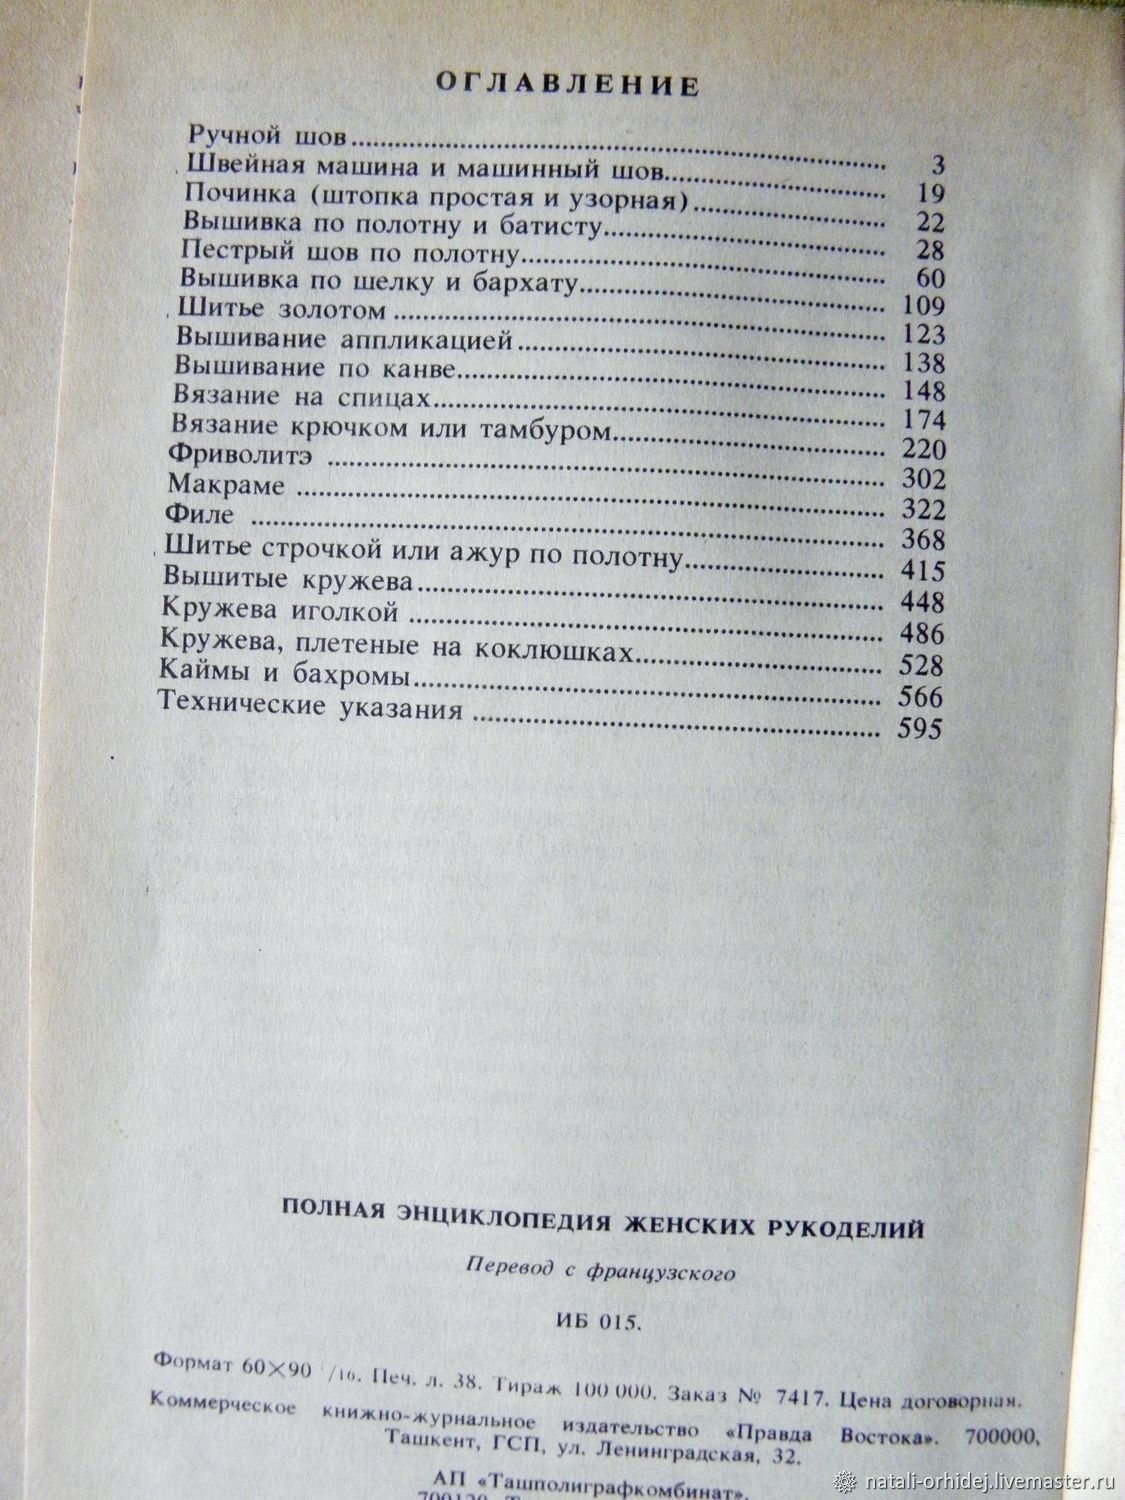 ОГЛАВЛЕНИЕ
Ручной шов........ 3
Швейная машина и машинный шов........ 19
Починка (штопка простая и узорная)........ 22
Вышивка по полотну и батисту........ 28
Пестрый шов по полотну........ 60
Вышивка по шелку и бархату........ 109
Шитье золотом........ 123
Вышивание аппликацией........ 138
Вышивание по канве........ 148
Вязание на спицах........ 174
Вязание крючком или тамбуром........ 220
Фриволитэ........ 302
Макраме........ 322
Филе........ 368
Шитье строчкой или ажур по полотну........ 415
Вышитые кружева........ 448
Кружева иголкой........ 486
Кружева, плетеные на коклюшках........ 528
Каймы и бахромы........ 566
Технические указания........ 595
ПОЛНАЯ ЭНЦИКЛОПЕДИЯ ЖЕНСКИХ РУКОДЕЛИЙ
Перевод с французского
ИБ 015.
Формат 60×90 1/16. Печ. л. 38. Тираж 100 000. Заказ № 7417. Цена договорная.
Коммерческое книжно-журнальное издательство «Правда Востока». 700000,
Ташкент, ГСП, ул. Ленинградская, 32.
АП «Ташполиграфкомбинат».
natali-orhidej.livemaster.ru